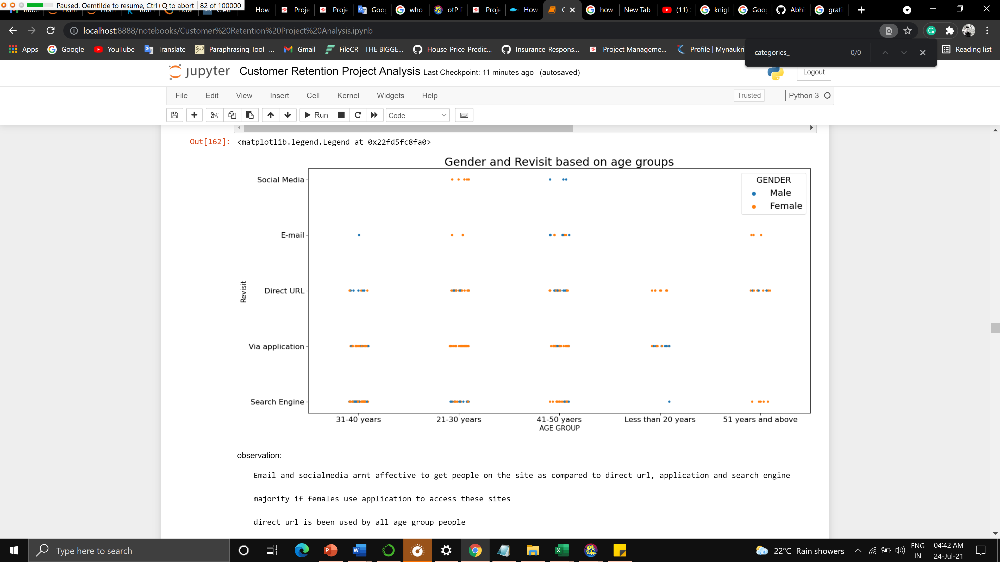 Paused. Oemtilde to resume, Ctrl+Q to abort 82 of 100000
How Proje Proje Goo who otP Proje How C how New Tab (11) knig Goo Abhi grati
localhost:8888/notebooks/Customer%20Retention%20Project%20Analysis.ipynb
Apps Google YouTube Translate Paraphrasing Tool -... Gmail FileCR - THE BIGGE... House-Price-Predic... Insurance-Respons... Project Manageme... Profile | Mynaukri Reading list
categories_ 0/0
jupyter Customer Retention Project Analysis Last Checkpoint: 11 minutes ago (autosaved)
Logout
File Edit View Insert Cell Kernel Widgets Help Trusted Python 3
Run Code
Out[162]: <matplotlib.legend.Legend at 0x22fd5fc8fa0>
Gender and Revisit based on age groups
Social Media
GENDER
Male
Female
E-mail
Revisit
Direct URL
Via application
Search Engine
31-40 years 21-30 years 41-50 yaers Less than 20 years 51 years and above
AGE GROUP
observation:
Email and socialmedia arnt affective to get people on the site as compared to direct url, application and search engine
majority if females use application to access these sites
direct url is been used by all age group people
Type here to search
22°C Rain showers
ENG
IN
04:42 AM
24-Jul-21